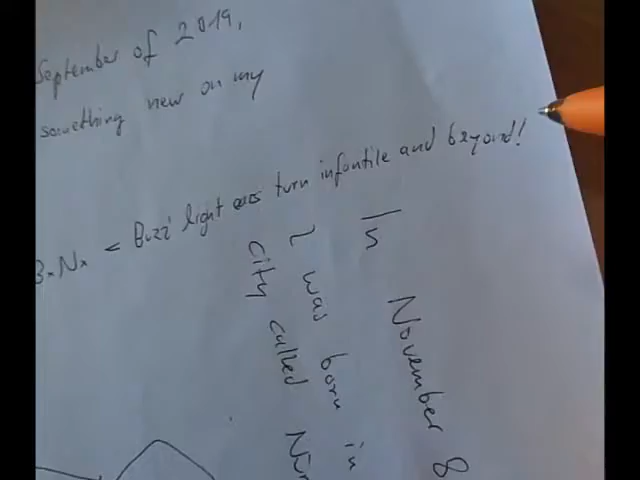 September of 2019,
something new on my
BxNx = Buzz light turn infantile and beyond!
In November 8
I was born in
city called